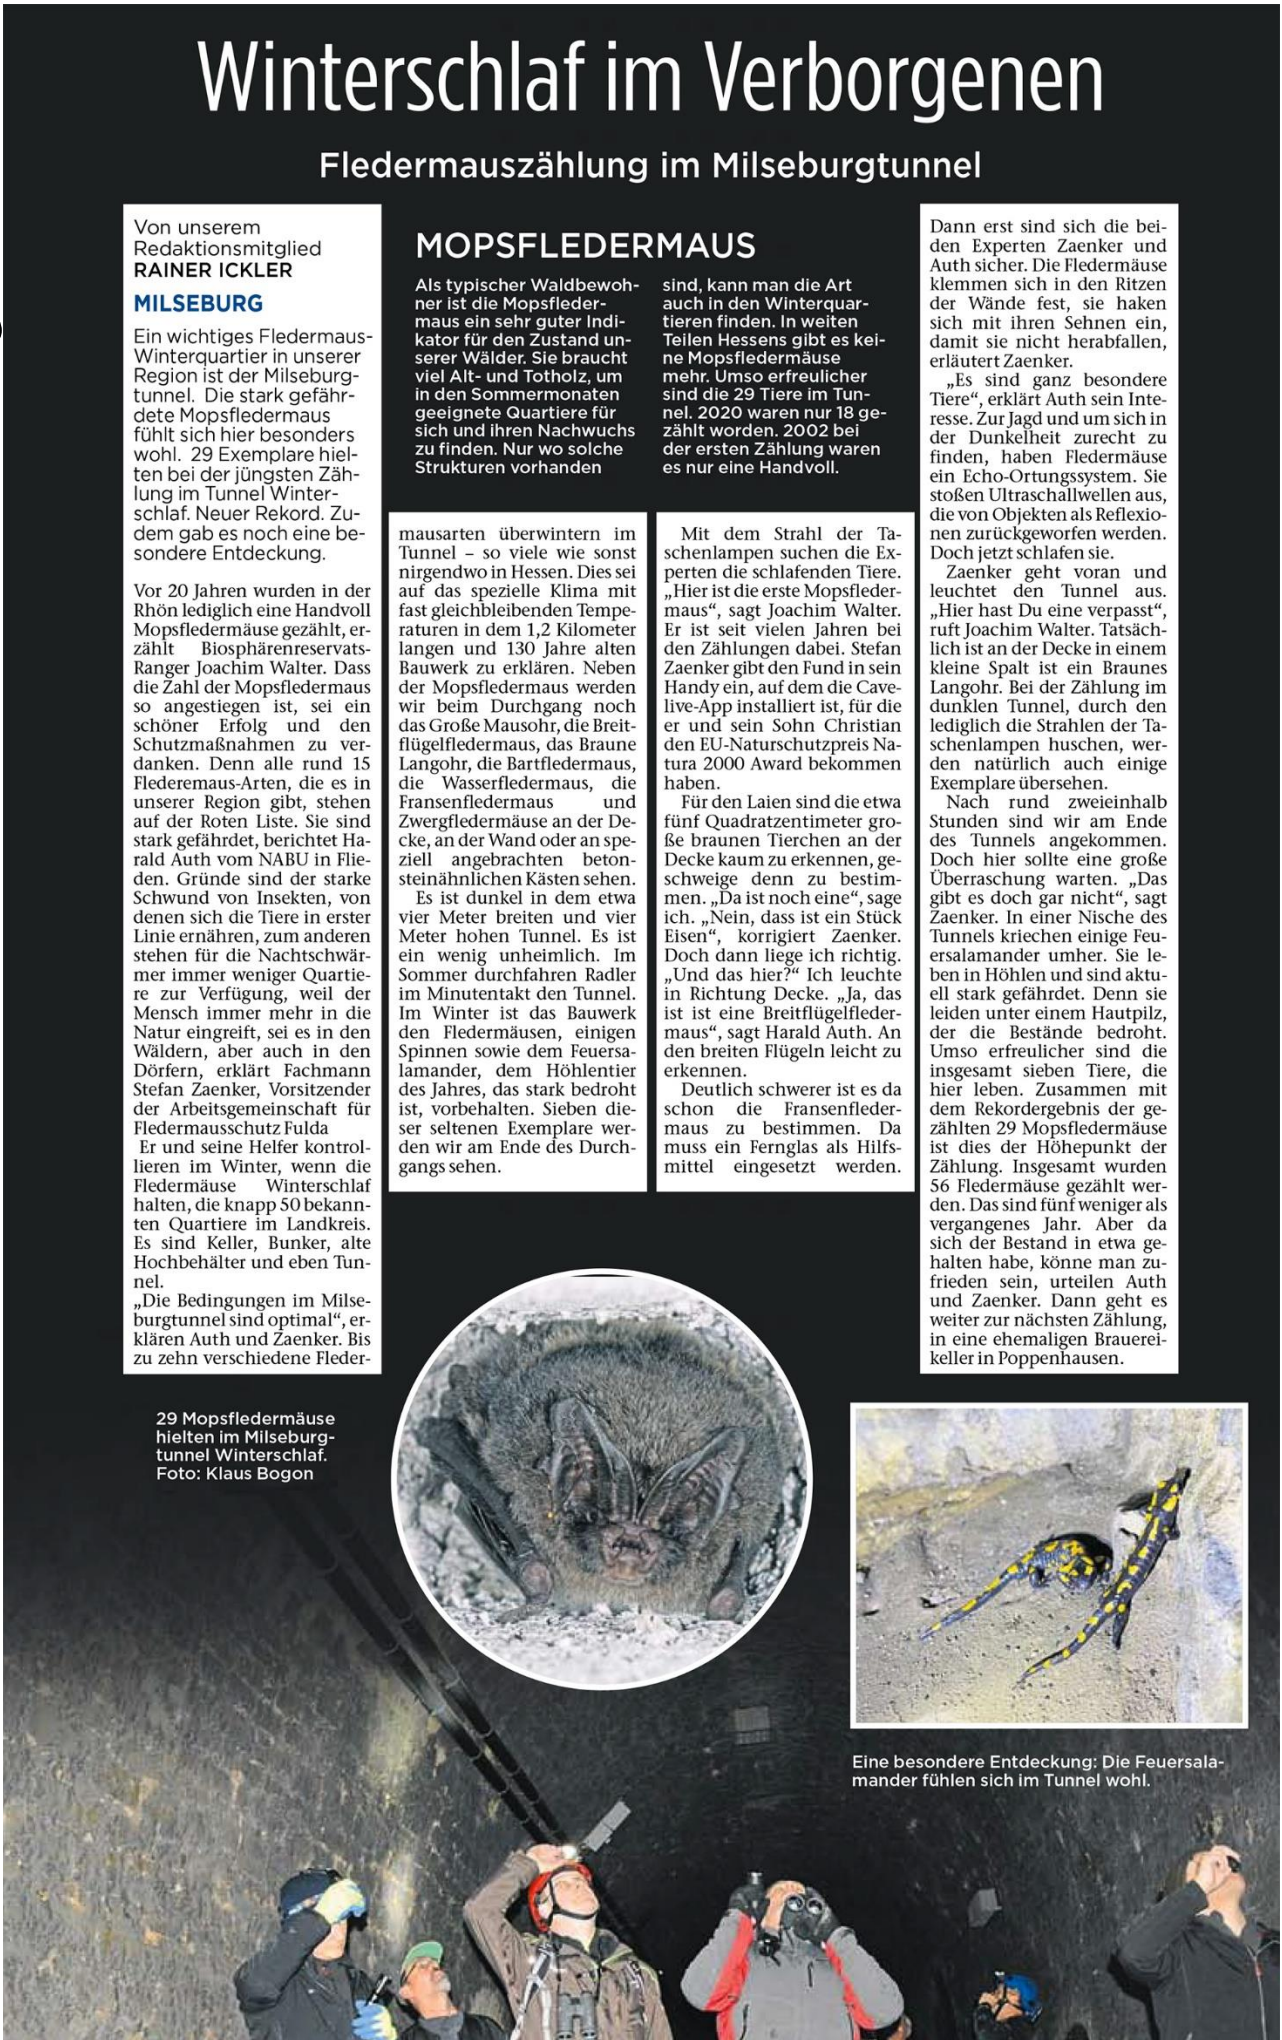 Winterschlaf im Verborgenen
Fledermauszählung im Milseburgtunnel
Von unserem
Redaktionsmitglied
RAINER ICKLER
MILSEBURG
Ein wichtiges Fledermaus-
Winterquartier in unserer
Region ist der Milseburg-
tunnel. Die stark gefähr-
dete Mopsfledermaus
fühlt sich hier besonders
wohl. 29 Exemplare hiel-
ten bei der jüngsten Zäh-
lung im Tunnel Winter-
schlaf. Neuer Rekord. Zu-
dem gab es noch eine be-
sondere Entdeckung.
Vor 20 Jahren wurden in der
Rhön lediglich eine Handvoll
Mopsfledermäuse gezählt, er-
zählt Biosphärenreservats-
Ranger Joachim Walter. Dass
die Zahl der Mopsfledermaus
so angestiegen ist, sei ein
schöner Erfolg und den
Schutzmaßnahmen zu ver-
danken. Denn alle rund 15
Flederemaus-Arten, die es in
unserer Region gibt, stehen
auf der Roten Liste. Sie sind
stark gefährdet, berichtet Ha-
rald Auth vom NABU in Flie-
den. Gründe sind der starke
Schwund von Insekten, von
denen sich die Tiere in erster
Linie ernähren, zum anderen
stehen für die Nachtschwär-
mer immer weniger Quartie-
re zur Verfügung, weil der
Mensch immer mehr in die
Natur eingreift, sei es in den
Wäldern, aber auch in den
Dörfern, erklärt Fachmann
Stefan Zaenker, Vorsitzender
der Arbeitsgemeinschaft für
Fledermausschutz Fulda
Er und seine Helfer kontrol-
lieren im Winter, wenn die
Fledermäuse Winterschlaf
halten, die knapp 50 bekann-
ten Quartiere im Landkreis.
Es sind Keller, Bunker, alte
Hochbehälter und eben Tun-
nel.
„Die Bedingungen im Milse-
burgtunnel sind optimal“, er-
klären Auth und Zaenker. Bis
zu zehn verschiedene Fleder-
MOPSFLEDERMAUS
Als typischer Waldbewoh-
ner ist die Mopsfleder-
maus ein sehr guter Indi-
kator für den Zustand un-
serer Wälder. Sie braucht
viel Alt- und Totholz, um
in den Sommermonaten
geeignete Quartiere für
sich und ihren Nachwuchs
zu finden. Nur wo solche
Strukturen vorhanden
sind, kann man die Art
auch in den Winterquar-
tieren finden. In weiten
Teilen Hessens gibt es kei-
ne Mopsfledermäuse
mehr. Umso erfreulicher
sind die 29 Tiere im Tun-
nel. 2020 waren nur 18 ge-
zählt worden. 2002 bei
der ersten Zählung waren
es nur eine Handvoll.
mausarten überwintern im
Tunnel – so viele wie sonst
nirgendwo in Hessen. Dies sei
auf das spezielle Klima mit
fast gleichbleibenden Tempe-
raturen in dem 1,2 Kilometer
langen und 130 Jahre alten
Bauwerk zu erklären. Neben
der Mopsfledermaus werden
wir beim Durchgang noch
das Große Mausohr, die Breit-
flügelfledermaus, das Braune
Langohr, die Bartfledermaus,
die Wasserfledermaus, die
Fransenfledermaus und
Zwergfledermäuse an der De-
cke, an der Wand oder an spe-
ziell angebrachten beton-
steinähnlichen Kästen sehen.
Es ist dunkel in dem etwa
vier Meter breiten und vier
Meter hohen Tunnel. Es ist
ein wenig unheimlich. Im
Sommer durchfahren Radler
im Minutentakt den Tunnel.
Im Winter ist das Bauwerk
den Fledermäusen, einigen
Spinnen sowie dem Feuersa-
lamander, dem Höhlentier
des Jahres, das stark bedroht
ist, vorbehalten. Sieben die-
ser seltenen Exemplare wer-
den wir am Ende des Durch-
gangs sehen.
Mit dem Strahl der Ta-
schenlampen suchen die Ex-
perten die schlafenden Tiere.
„Hier ist die erste Mopsfleder-
maus“, sagt Joachim Walter.
Er ist seit vielen Jahren bei
den Zählungen dabei. Stefan
Zaenker gibt den Fund in sein
Handy ein, auf dem die Cave-
live-App installiert ist, für die
er und sein Sohn Christian
den EU-Naturschutzpreis Na-
tura 2000 Award bekommen
haben.
Für den Laien sind die etwa
fünf Quadratzentimeter gro-
ße braunen Tierchen an der
Decke kaum zu erkennen, ge-
schweige denn zu bestim-
men. „Da ist noch eine“, sage
ich. „Nein, dass ist ein Stück
Eisen“, korrigiert Zaenker.
Doch dann liege ich richtig.
„Und das hier?“ Ich leuchte
in Richtung Decke. „Ja, das
ist ist eine Breitflügelfleder-
maus“, sagt Harald Auth. An
den breiten Flügeln leicht zu
erkennen.
Deutlich schwerer ist es da
schon die Fransenfleder-
maus zu bestimmen. Da
muss ein Fernglas als Hilfs-
mittel eingesetzt werden.
Dann erst sind sich die bei-
den Experten Zaenker und
Auth sicher. Die Fledermäuse
klemmen sich in den Ritzen
der Wände fest, sie haken
sich mit ihren Sehnen ein,
damit sie nicht herabfallen,
erläutert Zaenker.
„Es sind ganz besondere
Tiere“, erklärt Auth sein Inte-
resse. Zur Jagd und um sich in
der Dunkelheit zurecht zu
finden, haben Fledermäuse
ein Echo-Ortungssystem. Sie
stoßen Ultraschallwellen aus,
die von Objekten als Reflexio-
nen zurückgeworfen werden.
Doch jetzt schlafen sie.
Zaenker geht voran und
leuchtet den Tunnel aus.
„Hier hast Du eine verpasst“,
ruft Joachim Walter. Tatsäch-
lich ist an der Decke in einem
kleine Spalt ist ein Braunes
Langohr. Bei der Zählung im
dunklen Tunnel, durch den
lediglich die Strahlen der Ta-
schenlampen huschen, wer-
den natürlich auch einige
Exemplare übersehen.
Nach rund zweieinhalb
Stunden sind wir am Ende
des Tunnels angekommen.
Doch hier sollte eine große
Überraschung warten. „Das
gibt es doch gar nicht“, sagt
Zaenker. In einer Nische des
Tunnels kriechen einige Feu-
ersalamander umher. Sie le-
ben in Höhlen und sind aktu-
ell stark gefährdet. Denn sie
leiden unter einem Hautpilz,
der die Bestände bedroht.
Umso erfreulicher sind die
insgesamt sieben Tiere, die
hier leben. Zusammen mit
dem Rekordergebnis der ge-
zählten 29 Mopsfledermäuse
ist dies der Höhepunkt der
Zählung. Insgesamt wurden
56 Fledermäuse gezählt wer-
den. Das sind fünf weniger als
vergangenes Jahr. Aber da
sich der Bestand in etwa ge-
halten habe, könne man zu-
frieden sein, urteilen Auth
und Zaenker. Dann geht es
weiter zur nächsten Zählung,
in eine ehemaligen Brauerei-
keller in Poppenhausen.
29 Mopsfledermäuse
hielten im Milseburg-
tunnel Winterschlaf.
Foto: Klaus Bogon
Eine besondere Entdeckung: Die Feuersala-
mander fühlen sich im Tunnel wohl.